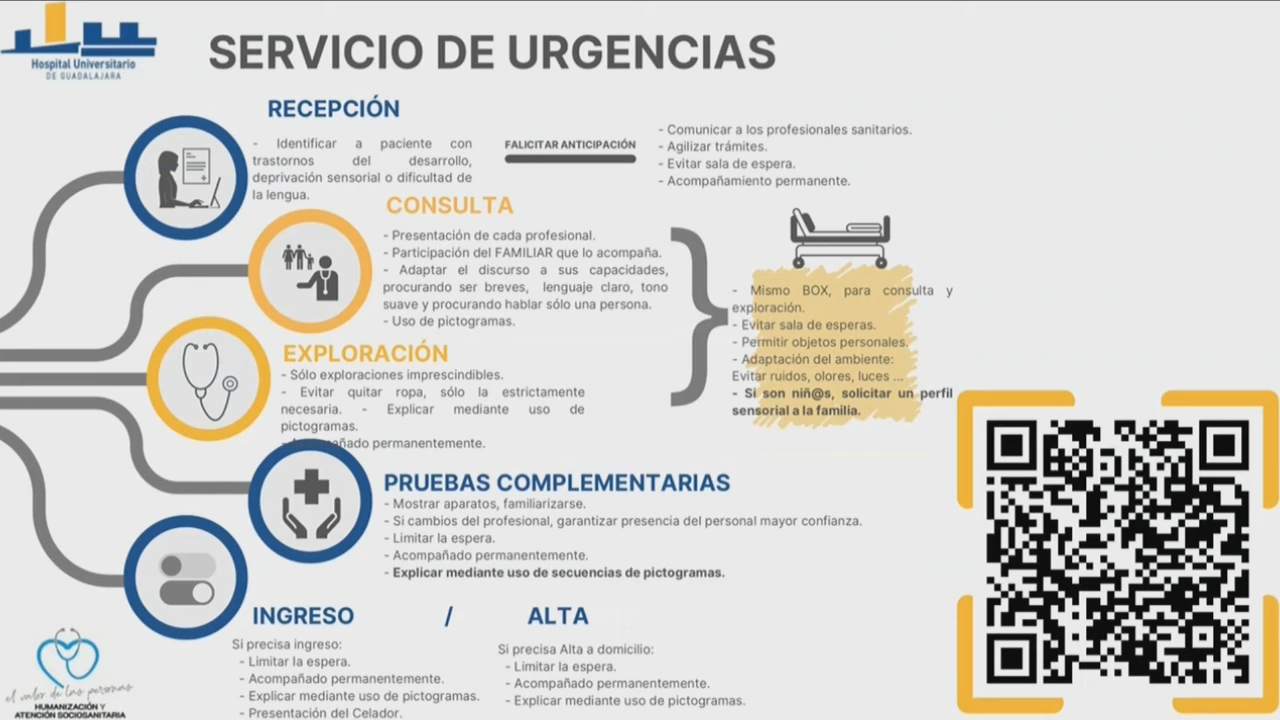 Hospital Universitario
DE GUADALAJARA
SERVICIO DE URGENCIAS
RECEPCIÓN
- Identificar a paciente con
trastornos del desarrollo,
deprivación sensorial o dificultad de
la lengua.
FALICITAR ANTICIPACIÓN
- Comunicar a los profesionales sanitarios.
- Agilizar trámites.
- Evitar sala de espera.
- Acompañamiento permanente.
CONSULTA
- Presentación de cada profesional.
- Participación del FAMILIAR que lo acompaña.
- Adaptar el discurso a sus capacidades,
procurando ser breves, lenguaje claro, tono
suave y procurando hablar sólo una persona.
- Uso de pictogramas.
- Mismo BOX, para consulta y
exploración.
- Evitar sala de esperas.
- Permitir objetos personales.
- Adaptación del ambiente:
Evitar ruidos, olores, luces ...
- Si son niñ@s, solicitar un perfil
sensorial a la familia.
EXPLORACIÓN
- Sólo exploraciones imprescindibles.
- Evitar quitar ropa, sólo la estrictamente
necesaria. - Explicar mediante uso de
pictogramas.
permanentemente.
PRUEBAS COMPLEMENTARIAS
- Mostrar aparatos, familiarizarse.
- Si cambios del profesional, garantizar presencia del personal mayor confianza.
- Limitar la espera.
- Acompañado permanentemente.
- Explicar mediante uso de secuencias de pictogramas.
INGRESO / ALTA
Si precisa ingreso:
- Limitar la espera.
- Acompañado permanentemente.
- Explicar mediante uso de pictogramas.
- Presentación del Celador.
Si precisa Alta a domicilio:
- Limitar la espera.
- Acompañado permanentemente.
- Explicar mediante uso de pictogramas.
el valor de las personas
HUMANIZACIÓN Y
ATENCIÓN SOCIOSANITARIA